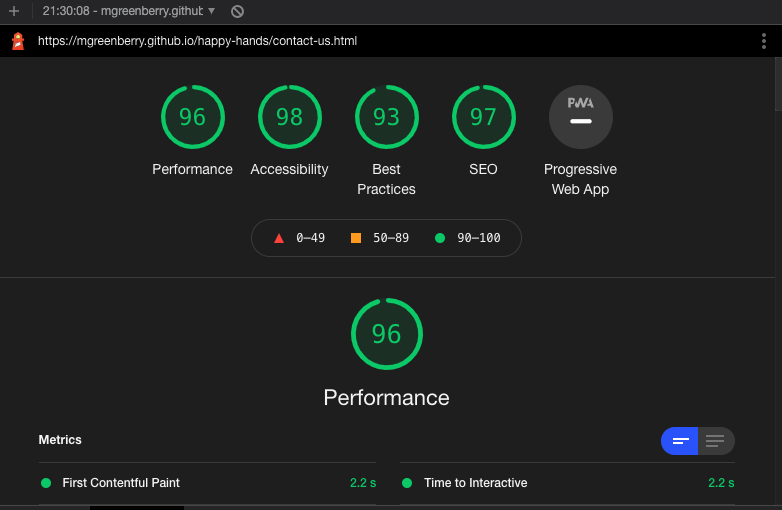 21:30:08 - mgreenberry.github
https://mgreenberry.github.io/happy-hands/contact-us.html
96 98 93 97 PWA
Performance Accessibility Best Practices SEO Progressive Web App
0–49 50–89 90–100
96
Performance
Metrics
First Contentful Paint 2.2 s Time to Interactive 2.2 s